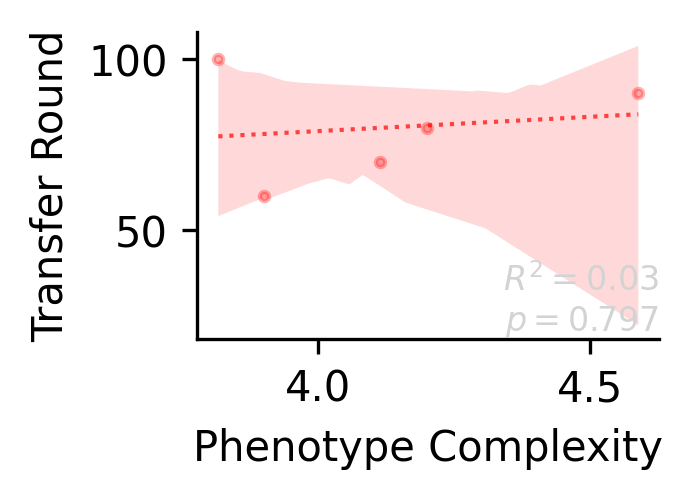 Transfer Round
100
50
R² = 0.03
p = 0.797
4.0 4.5
Phenotype Complexity